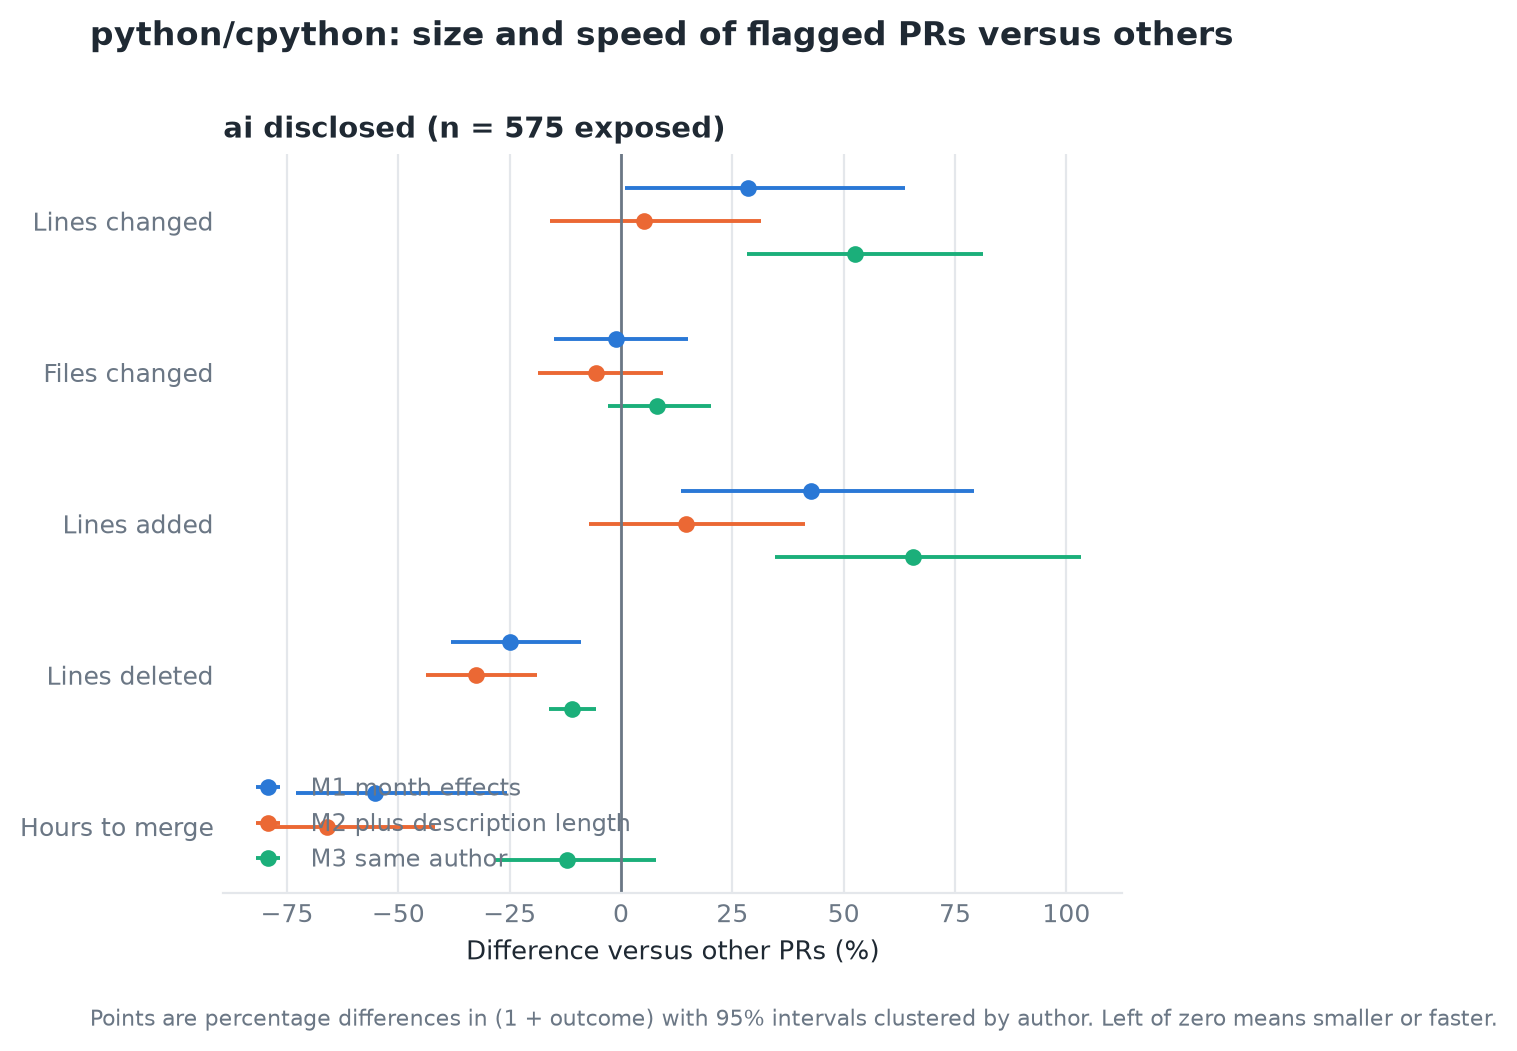 python/cpython: size and speed of flagged PRs versus others
ai disclosed (n = 575 exposed)
Lines changed
Files changed
Lines added
Lines deleted
Hours to merge
M1 month effects
M2 plus description length
M3 same author
−75 −50 −25 0 25 50 75 100
Difference versus other PRs (%)
Points are percentage differences in (1 + outcome) with 95% intervals clustered by author. Left of zero means smaller or faster.